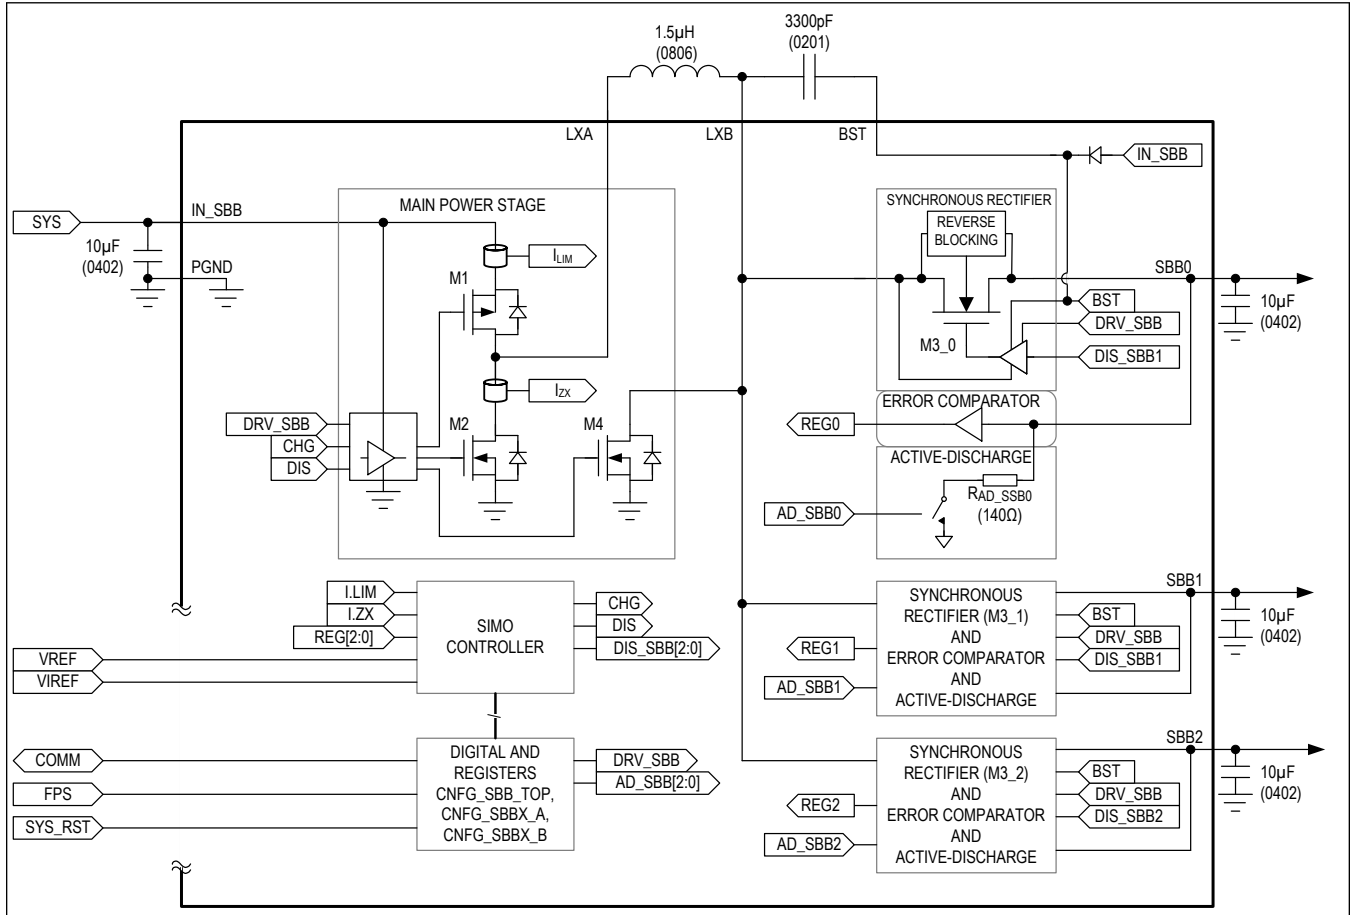 1.5µH
(0806)
3300pF
(0201)
LXA
LXB
BST
IN_SBB
SYS
IN_SBB
10µF
(0402)
PGND
MAIN POWER STAGE
ILIM
M1
IZX
M2
M4
DRV_SBB
CHG
DIS
SYNCHRONOUS RECTIFIER
REVERSE
BLOCKING
M3_0
BST
DRV_SBB
DIS_SBB1
SBB0
10µF
(0402)
ERROR COMPARATOR
REG0
ACTIVE-DISCHARGE
RAD_SSB0
(140Ω)
AD_SBB0
I.LIM
I.ZX
REG[2:0]
VREF
VIREF
SIMO
CONTROLLER
CHG
DIS
DIS_SBB[2:0]
REG1
AD_SBB1
SYNCHRONOUS
RECTIFIER (M3_1)
AND
ERROR COMPARATOR
AND
ACTIVE-DISCHARGE
SBB1
BST
DRV_SBB
DIS_SBB1
10µF
(0402)
COMM
FPS
SYS_RST
DIGITAL AND
REGISTERS
CNFG_SBB_TOP,
CNFG_SBBX_A,
CNFG_SBBX_B
DRV_SBB
AD_SBB[2:0]
REG2
AD_SBB2
SYNCHRONOUS
RECTIFIER (M3_2)
AND
ERROR COMPARATOR
AND
ACTIVE-DISCHARGE
SBB2
BST
DRV_SBB
DIS_SBB2
10µF
(0402)